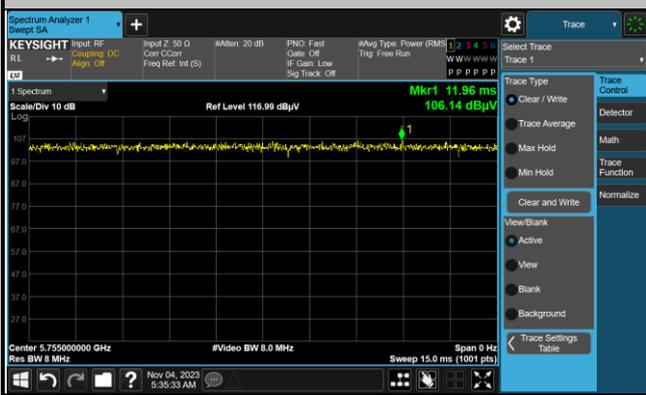 Spectrum Analyzer 1
Swept SA
+
Trace
KEYSIGHT
RL
Input: RF
Coupling: DC
Align: Off
Input Z: 50 Ω
Corr CCorr
Freq Ref: Int (S)
#Atten: 20 dB
PNO: Fast
Gate: Off
IF Gain: Low
Sig Track: Off
#Avg Type: Power (RMS
Trig: Free Run
1 2 3 4 5 6
W W W W W W
P P P P P P
LXI
Select Trace
Trace 1
1 Spectrum
Scale/Div 10 dB
Ref Level 116.99 dBµV
Mkr1 11.96 ms
106.14 dBµV
Log
1
107
97.0
87.0
77.0
67.0
57.0
47.0
37.0
27.0
Center 5.755000000 GHz
Res BW 8 MHz
#Video BW 8.0 MHz
Span 0 Hz
Sweep 15.0 ms (1001 pts)
Trace Type
Clear / Write
Trace Average
Max Hold
Min Hold
Clear and Write
View/Blank
Active
View
Blank
Background
Trace Settings
Table
Trace
Control
Detector
Math
Trace
Function
Normalize
?
Nov 04, 2023
5:35:33 AM